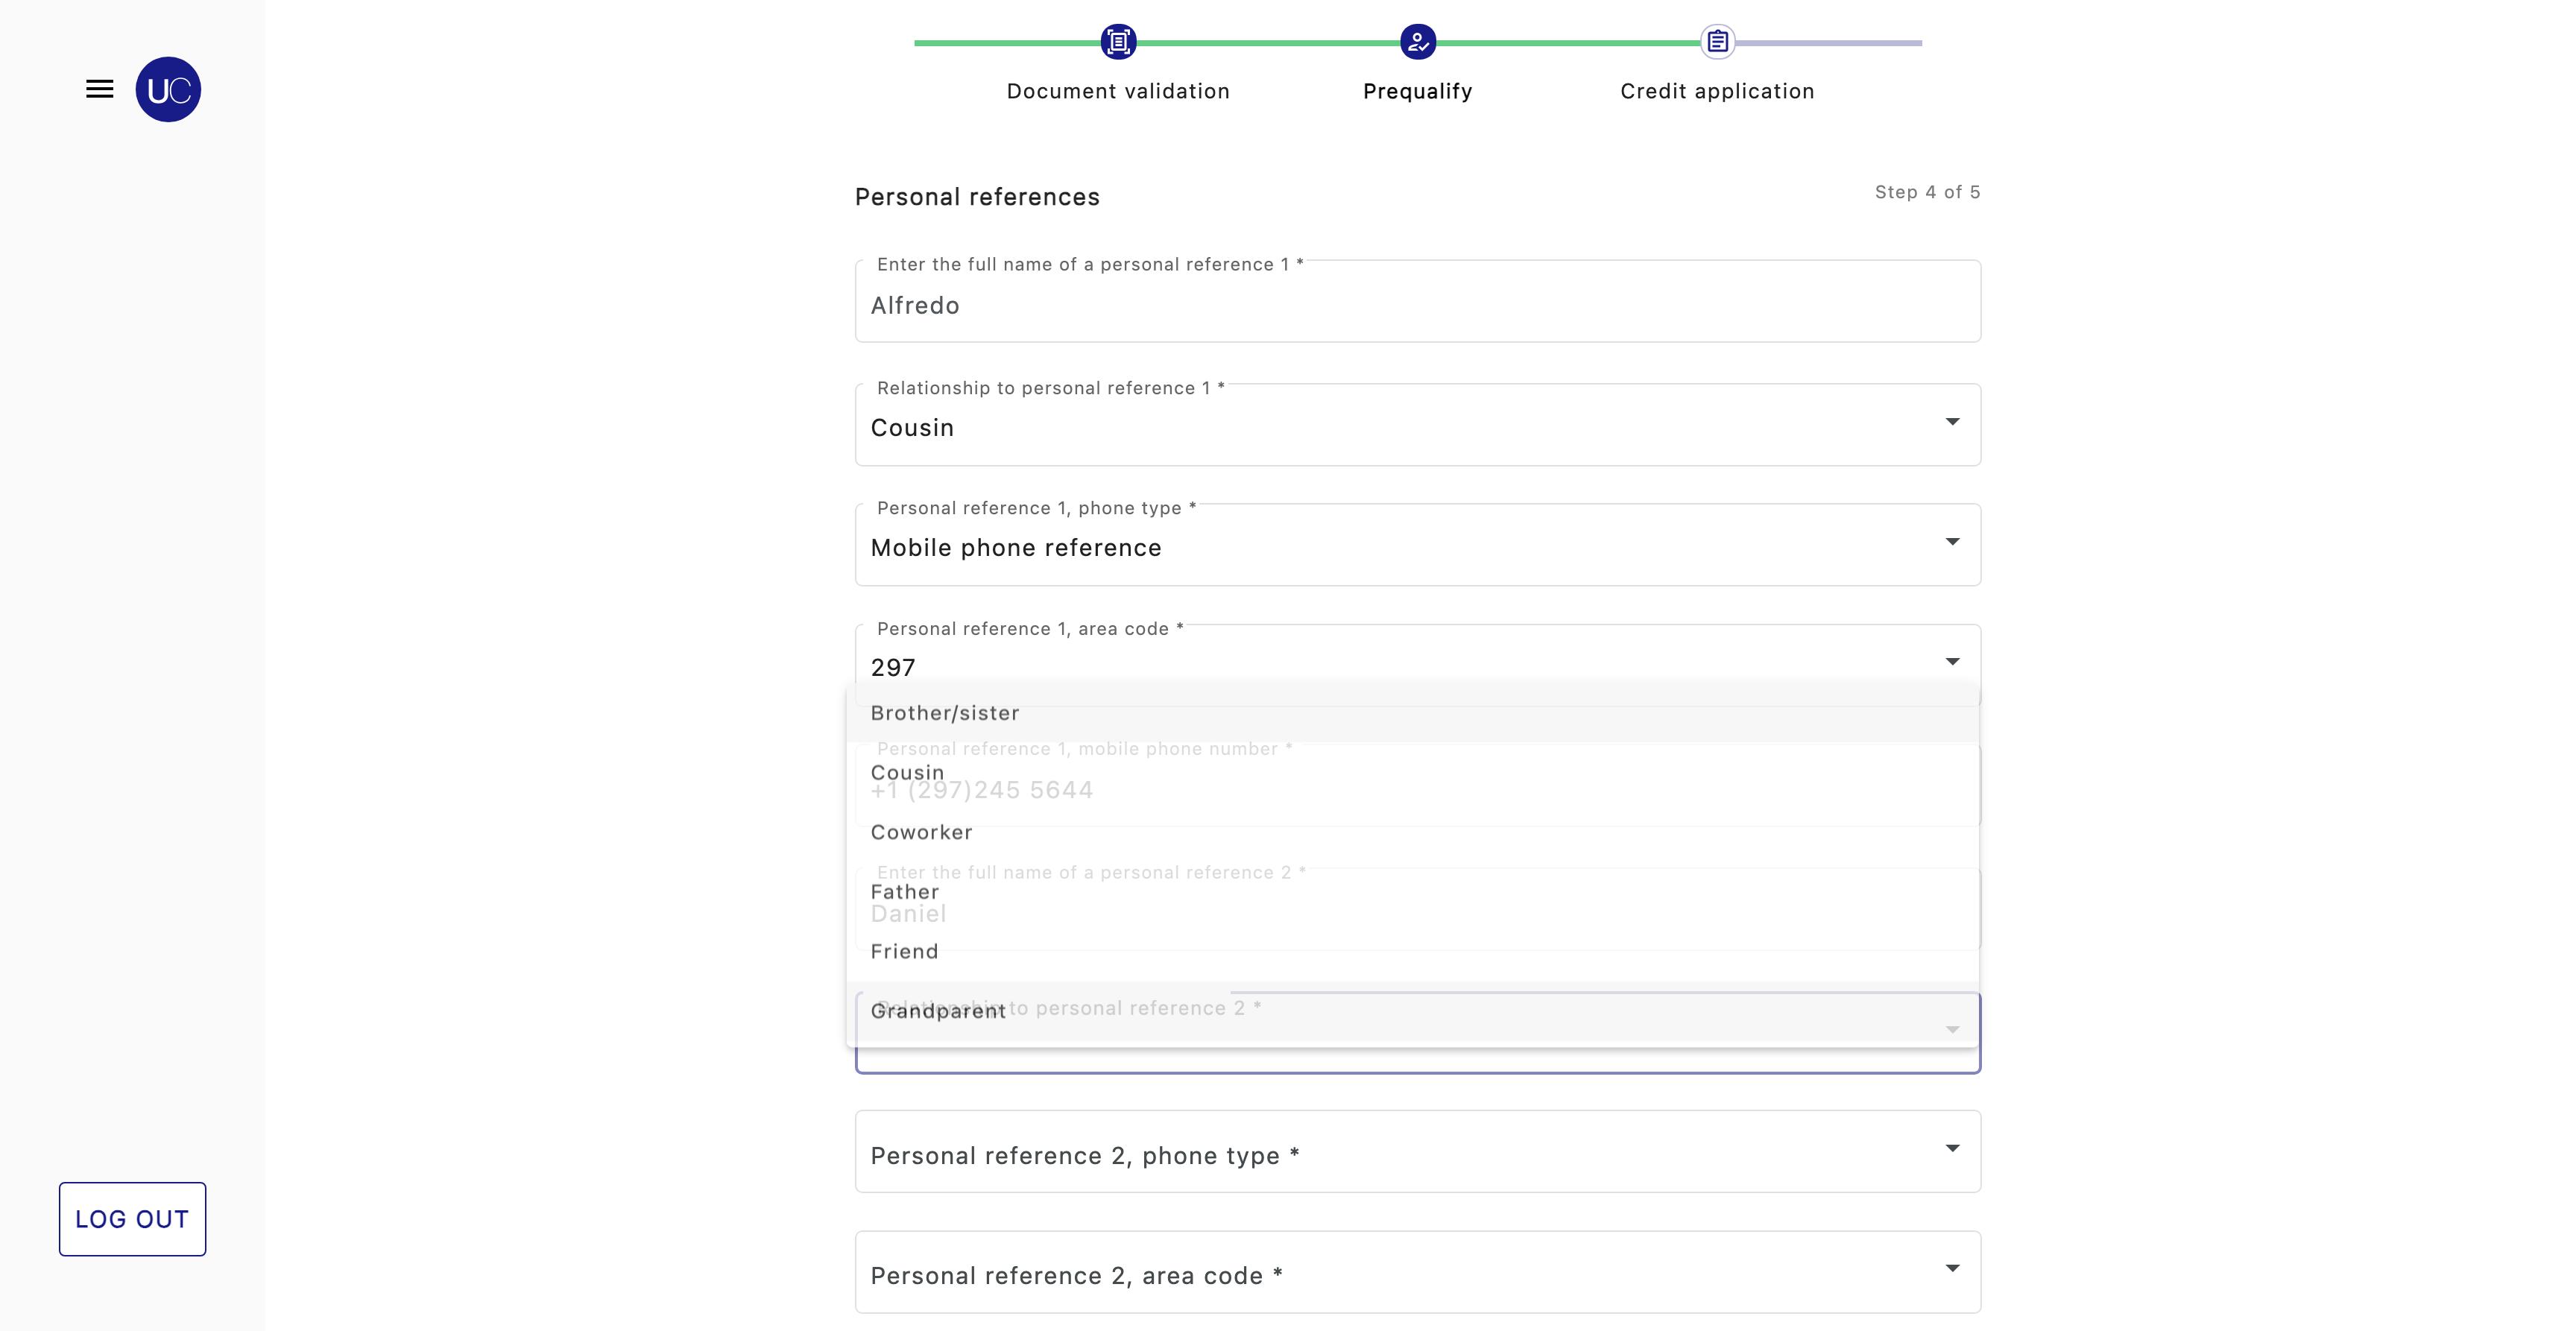 UC
Document validation
Prequalify
Credit application
Personal references
Step 4 of 5
Enter the full name of a personal reference 1 *
Alfredo
Relationship to personal reference 1 *
Cousin
Personal reference 1, phone type *
Mobile phone reference
Personal reference 1, area code *
297
Brother/sister
Personal reference 1, mobile phone number *
Cousin
+1 (297)245 5644
Coworker
Enter the full name of a personal reference 2 *
Father
Daniel
Friend
Relationship to personal reference 2 *
Grandparent
Personal reference 2, phone type *
LOG OUT
Personal reference 2, area code *